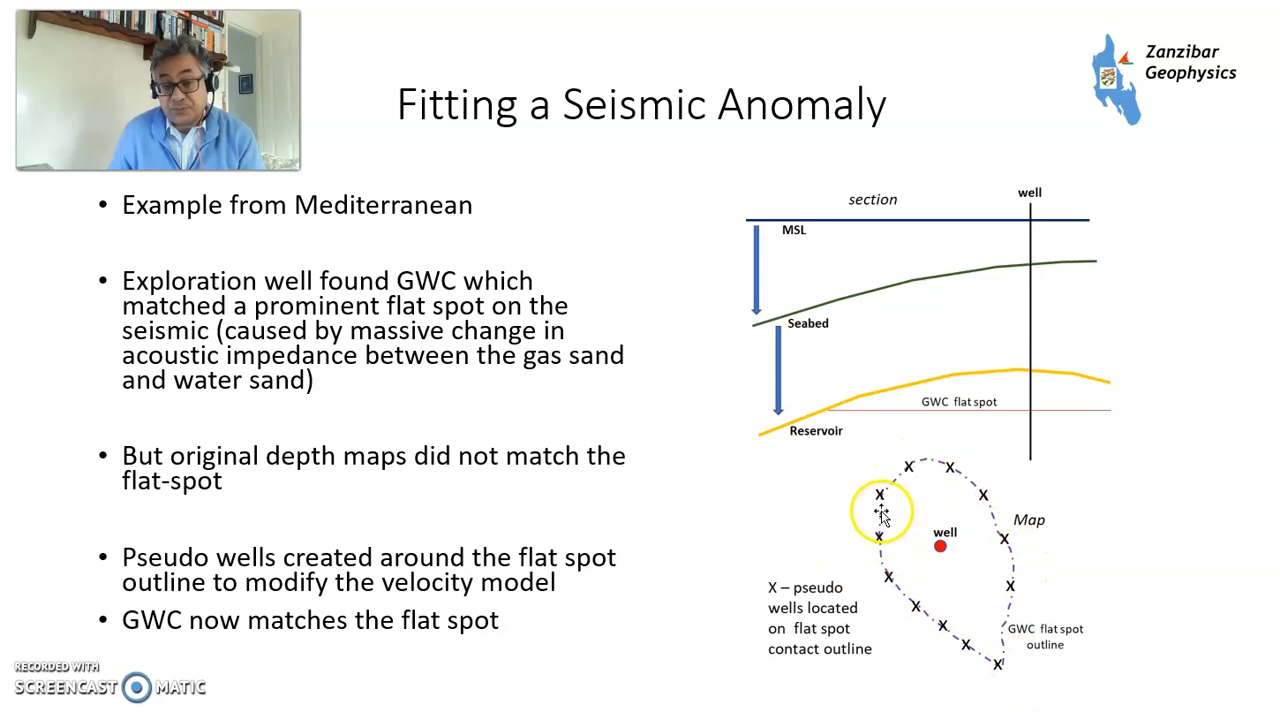 Zanzibar
Geophysics
Fitting a Seismic Anomaly
• Example from Mediterranean
• Exploration well found GWC which
matched a prominent flat spot on the
seismic (caused by massive change in
acoustic impedance between the gas sand
and water sand)
• But original depth maps did not match the
flat-spot
• Pseudo wells created around the flat spot
outline to modify the velocity model
• GWC now matches the flat spot
section
well
MSL
Seabed
GWC flat spot
Reservoir
X X
X X
X X
X X
X
X
X
X
Map
well
X – pseudo
wells located
on flat spot
contact outline
GWC flat spot
outline
RECORDED WITH
SCREENCAST MATIC